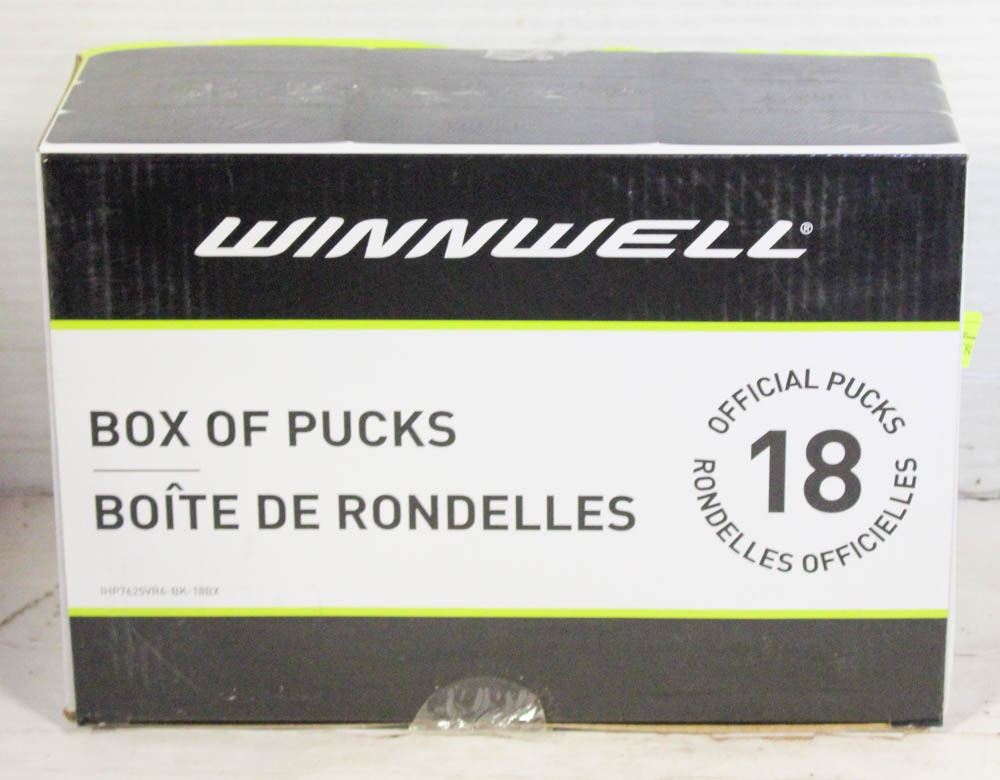 WINNWELL®
BOX OF PUCKS
BOÎTE DE RONDELLES
OFFICIAL PUCKS
18
RONDELLES OFFICIELLES
IHP7625VR6-BK-18BX